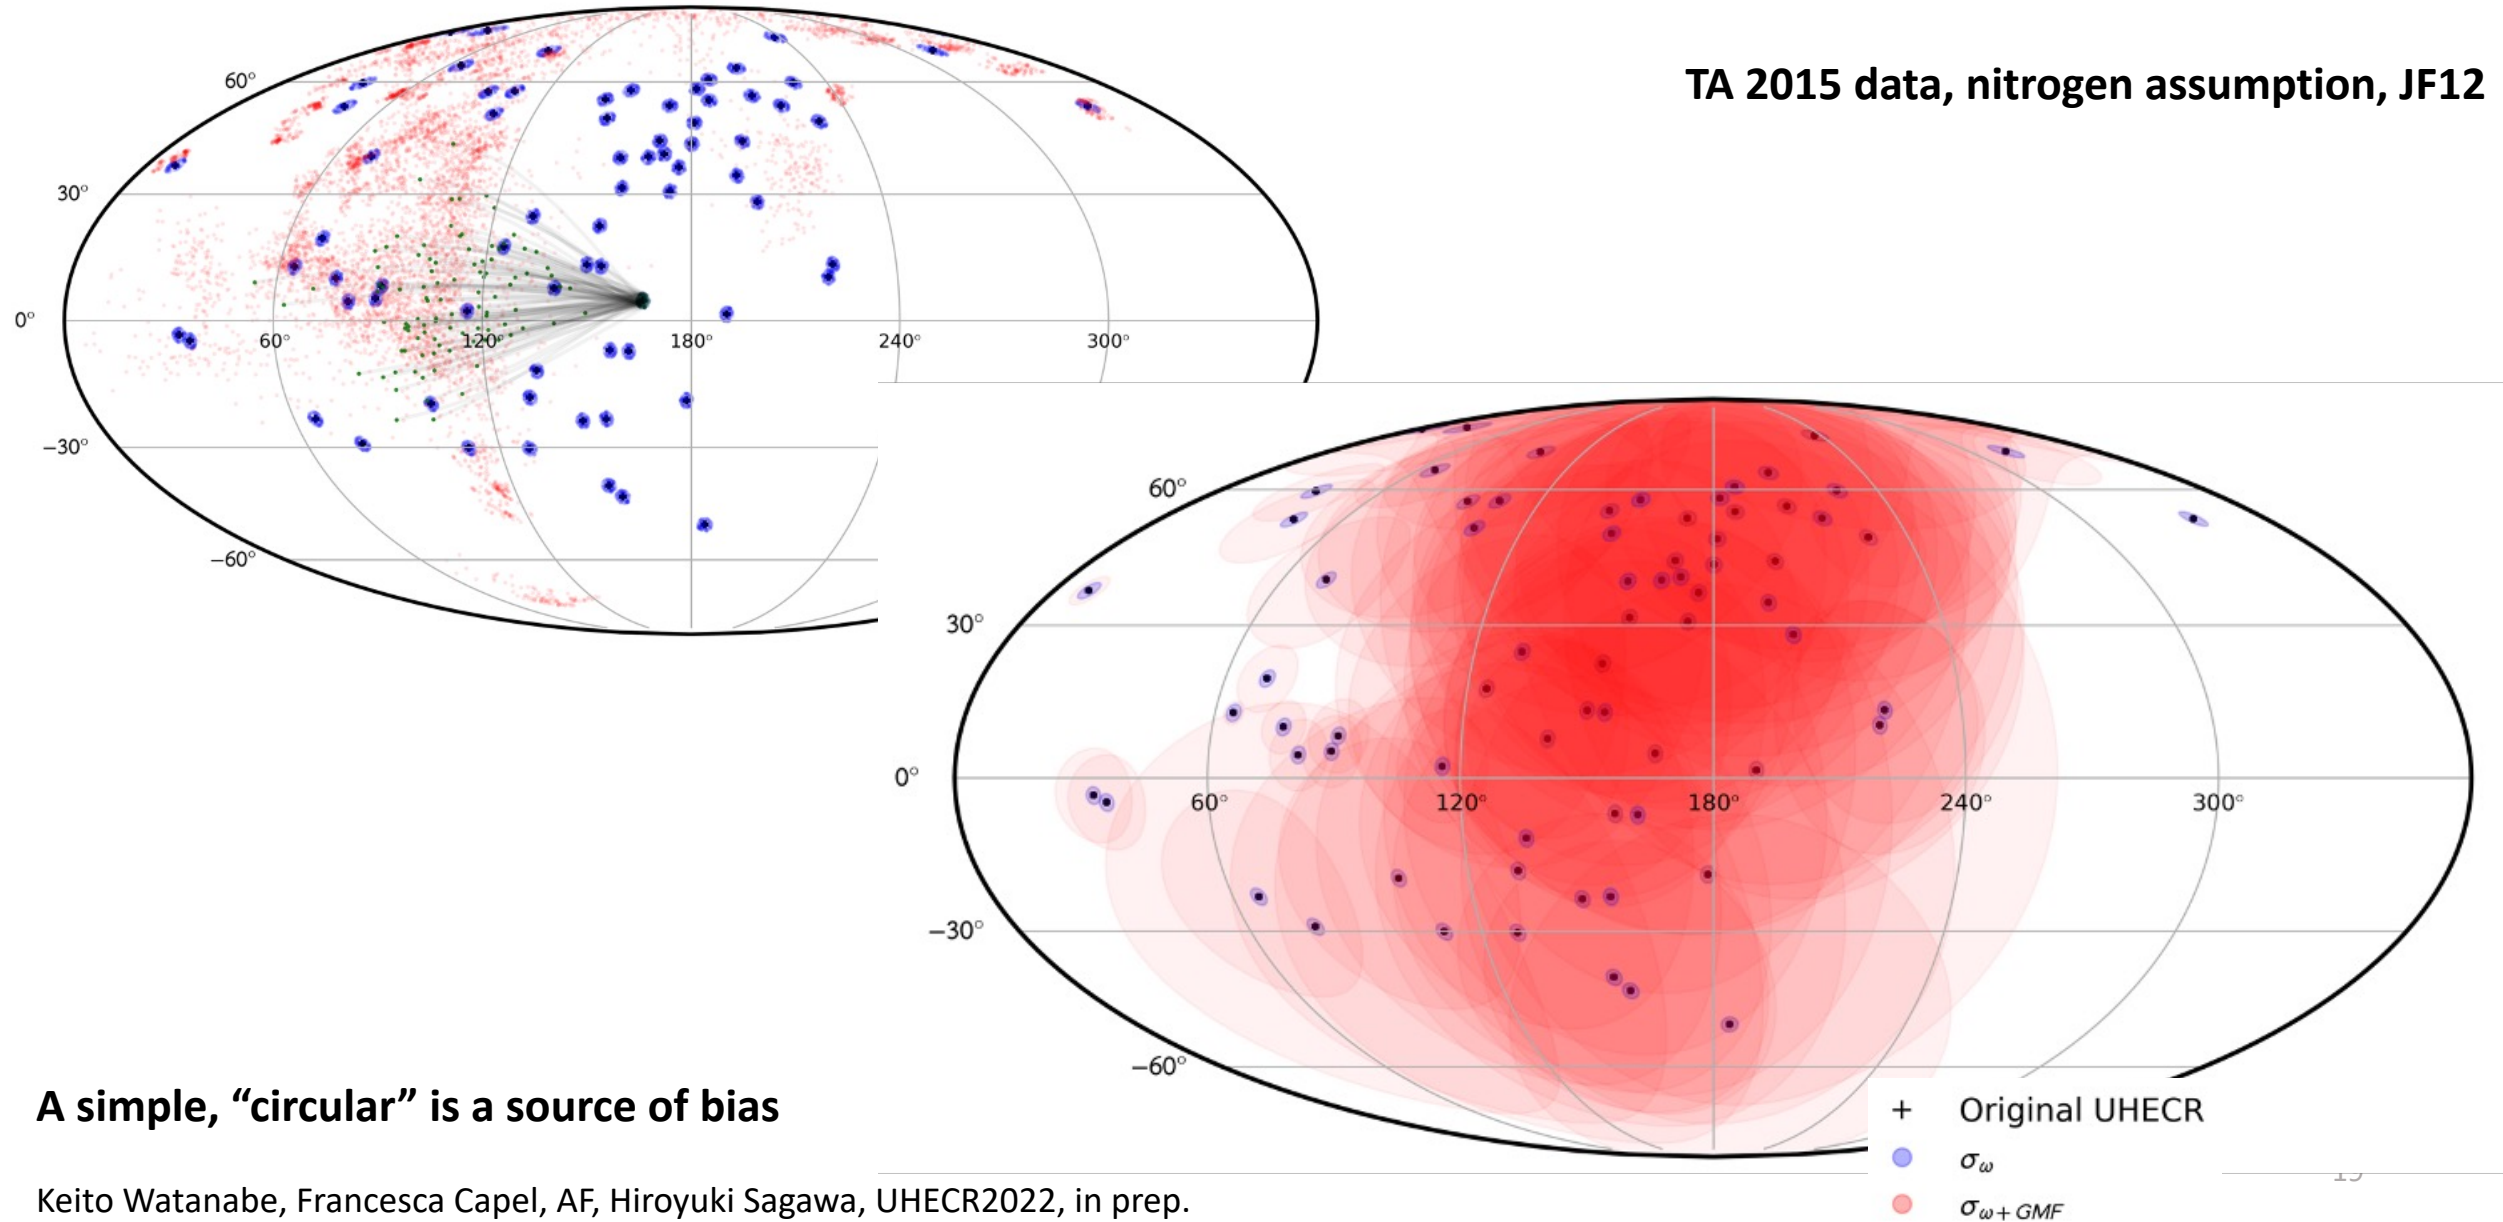 TA 2015 data, nitrogen assumption, JF12
60°
30°
0°
60° 120° 180° 240° 300°
−30°
−60°
60°
30°
0°
60° 120° 180° 240° 300°
−30°
−60°
+ Original UHECR
σω
σω+GMF
A simple, “circular” is a source of bias
Keito Watanabe, Francesca Capel, AF, Hiroyuki Sagawa, UHECR2022, in prep.